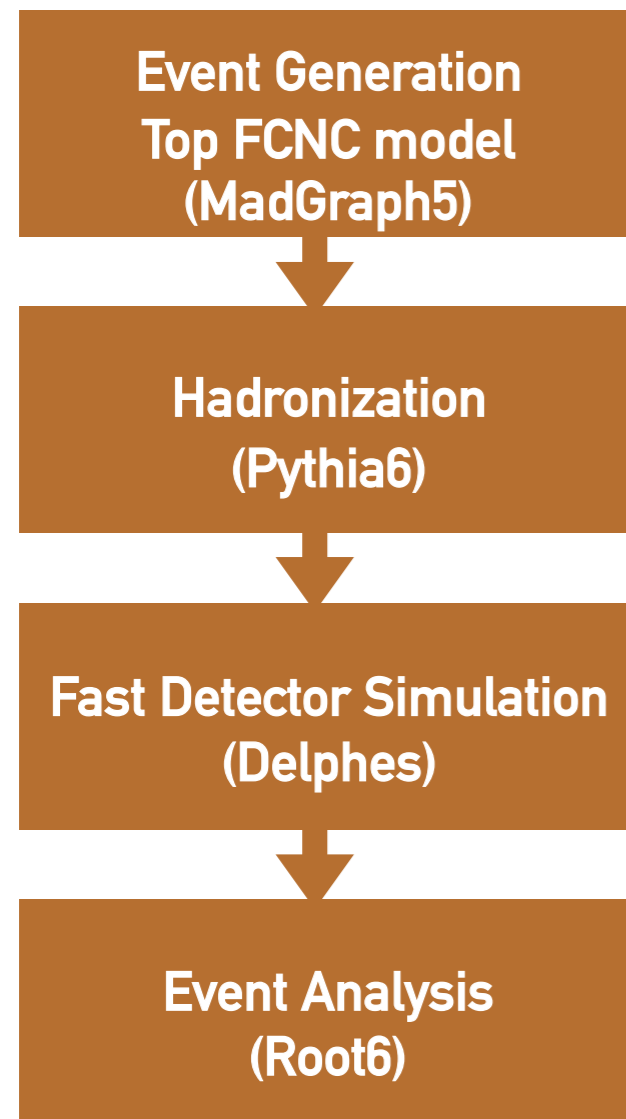 Event Generation
Top FCNC model
(MadGraph5)
Hadronization
(Pythia6)
Fast Detector Simulation
(Delphes)
Event Analysis
(Root6)